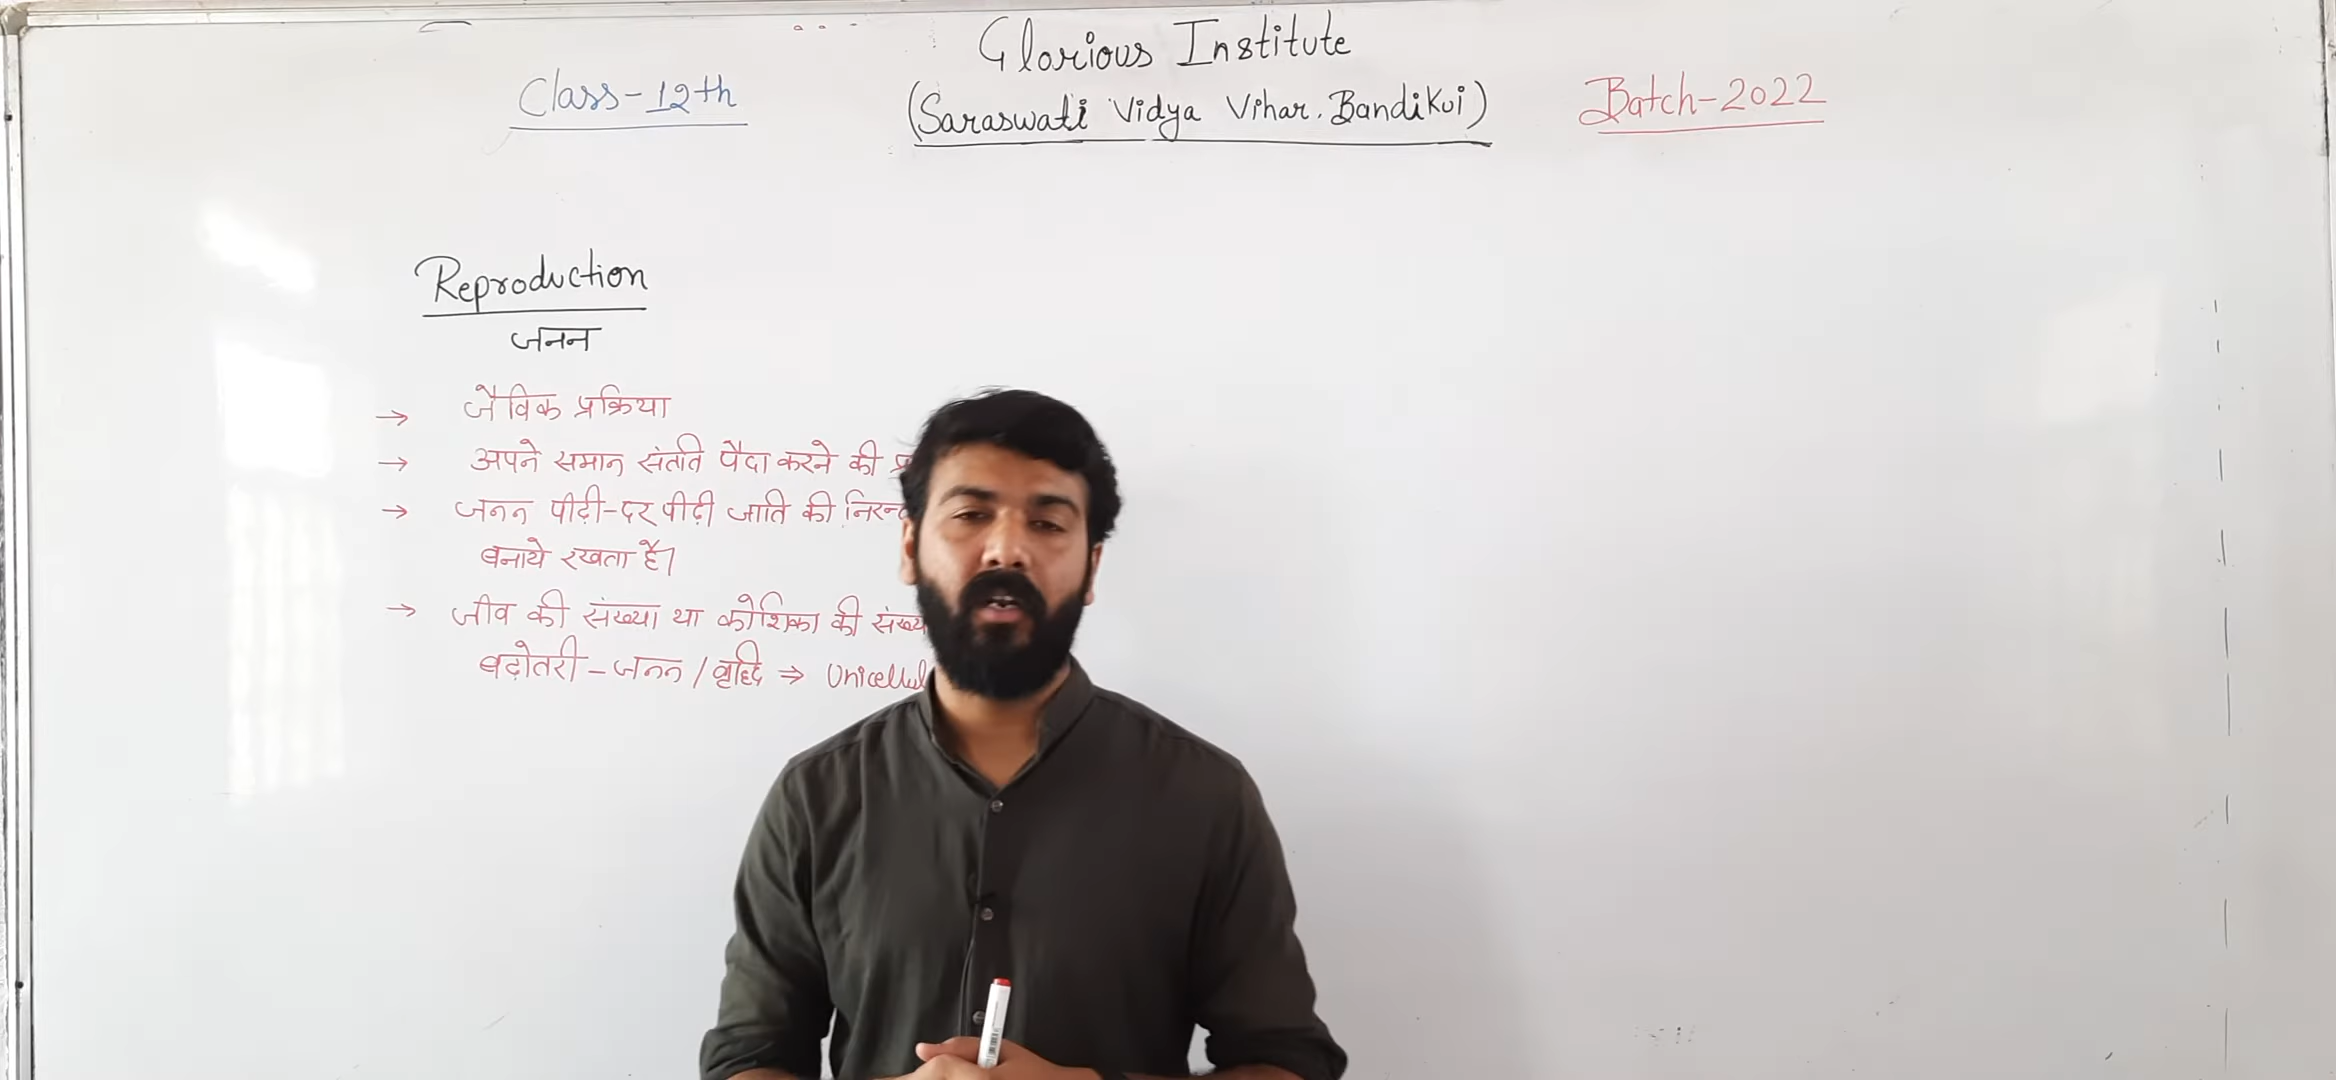 Glorious Institute
Class-12th
(Saraswati Vidya Vihar. Bandikui)
Batch-2022
Reproduction
जनन
→ जैविक प्रक्रिया
→ अपने समान संतति पैदा करने की
→ जनन पीढ़ी-दर पीढ़ी जाति की
बनाये रखता है।
→ जीव की संख्या या कोशिका की
बढ़ोतरी - जनन / वृद्धि ⇒